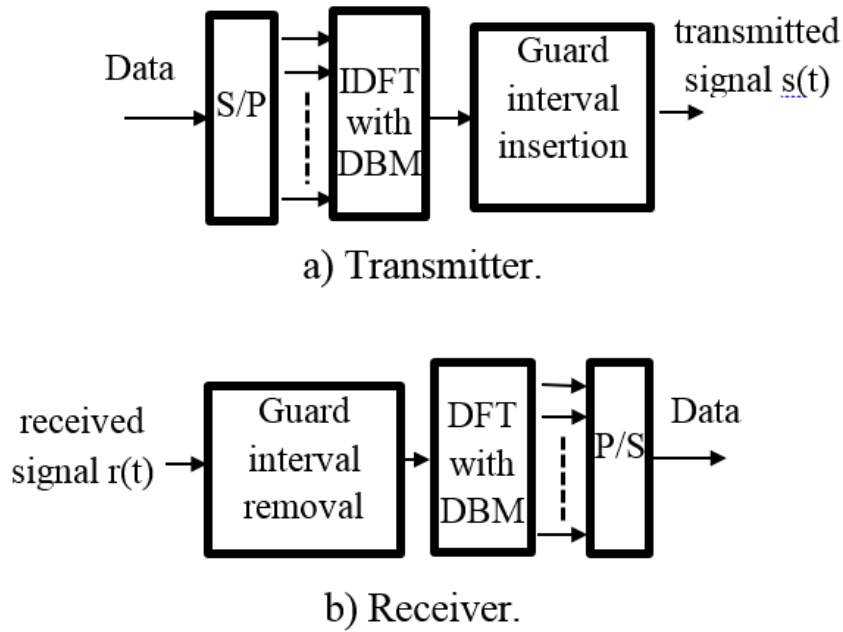 Data
S/P
IDFT
with
DBM
Guard
interval
insertion
transmitted
signal s(t)
a) Transmitter.
received
signal r(t)
Guard
interval
removal
DFT
with
DBM
P/S
Data
b) Receiver.